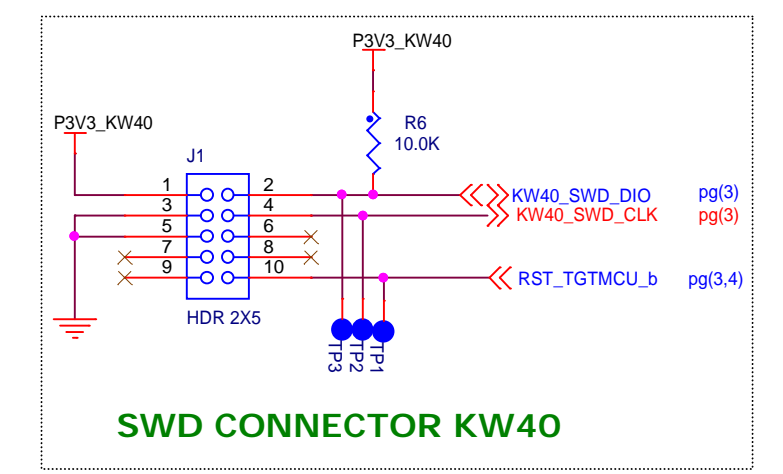 P3V3_KW40
P3V3_KW40
R6
10.0K
J1
1
2
3
4
5
6
7
8
9
10
KW40_SWD_DIO pg(3)
KW40_SWD_CLK pg(3)
RST_TGTMCU_b pg(3,4)
HDR 2X5
TP3
TP2
TP1
SWD CONNECTOR KW40